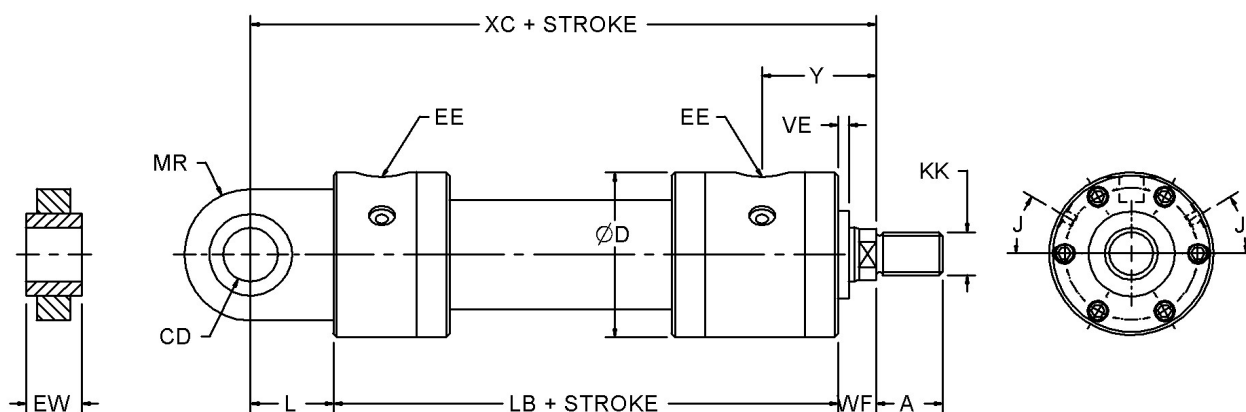 XC + STROKE
Y
EE
EE
VE
MR
KK
J
J
ØD
CD
EW
L
LB + STROKE
WF
A